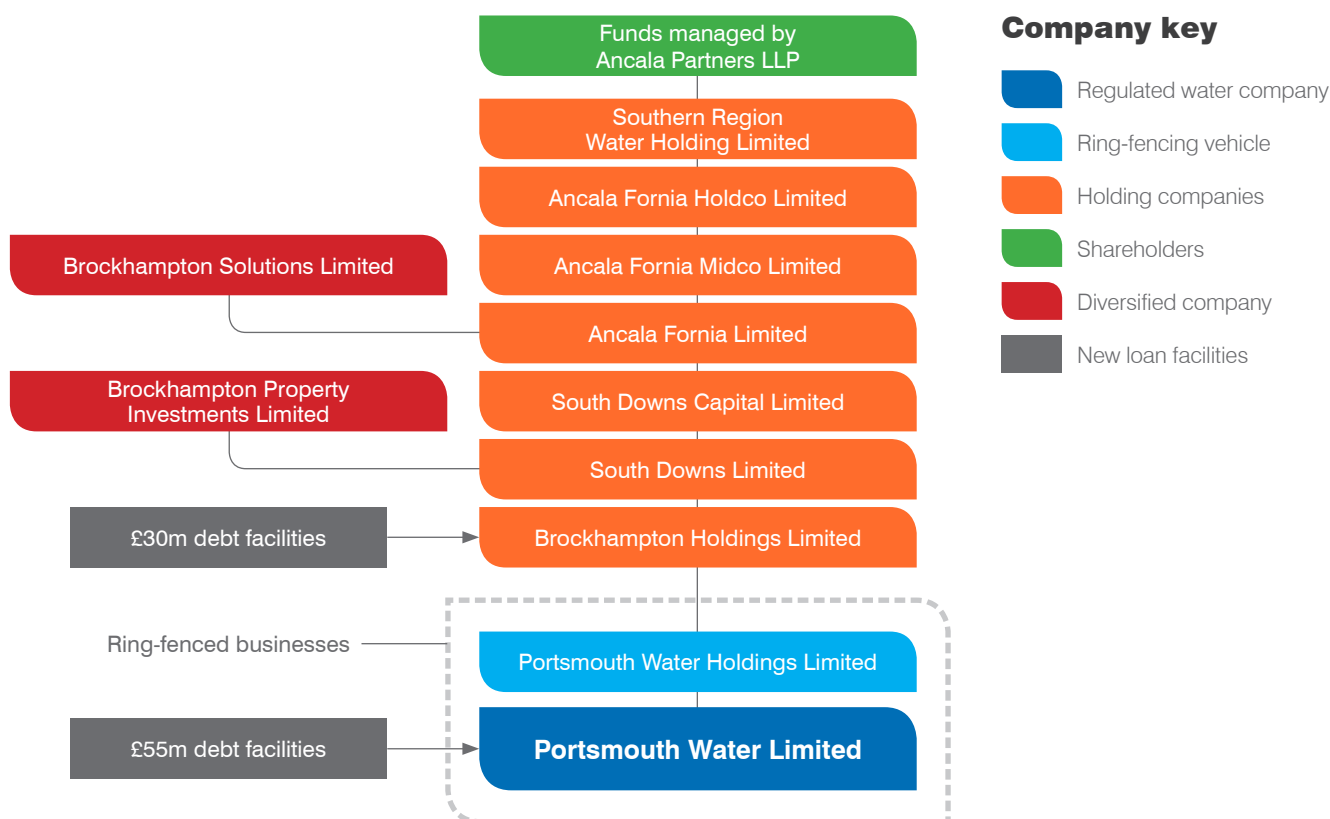 Funds managed by
Ancala Partners LLP
Southern Region
Water Holding Limited
Ancala Fornia Holdco Limited
Brockhampton Solutions Limited
Ancala Fornia Midco Limited
Ancala Fornia Limited
Brockhampton Property
Investments Limited
South Downs Capital Limited
South Downs Limited
£30m debt facilities
Brockhampton Holdings Limited
Ring-fenced businesses
Portsmouth Water Holdings Limited
£55m debt facilities
Portsmouth Water Limited
Company key
Regulated water company
Ring-fencing vehicle
Holding companies
Shareholders
Diversified company
New loan facilities